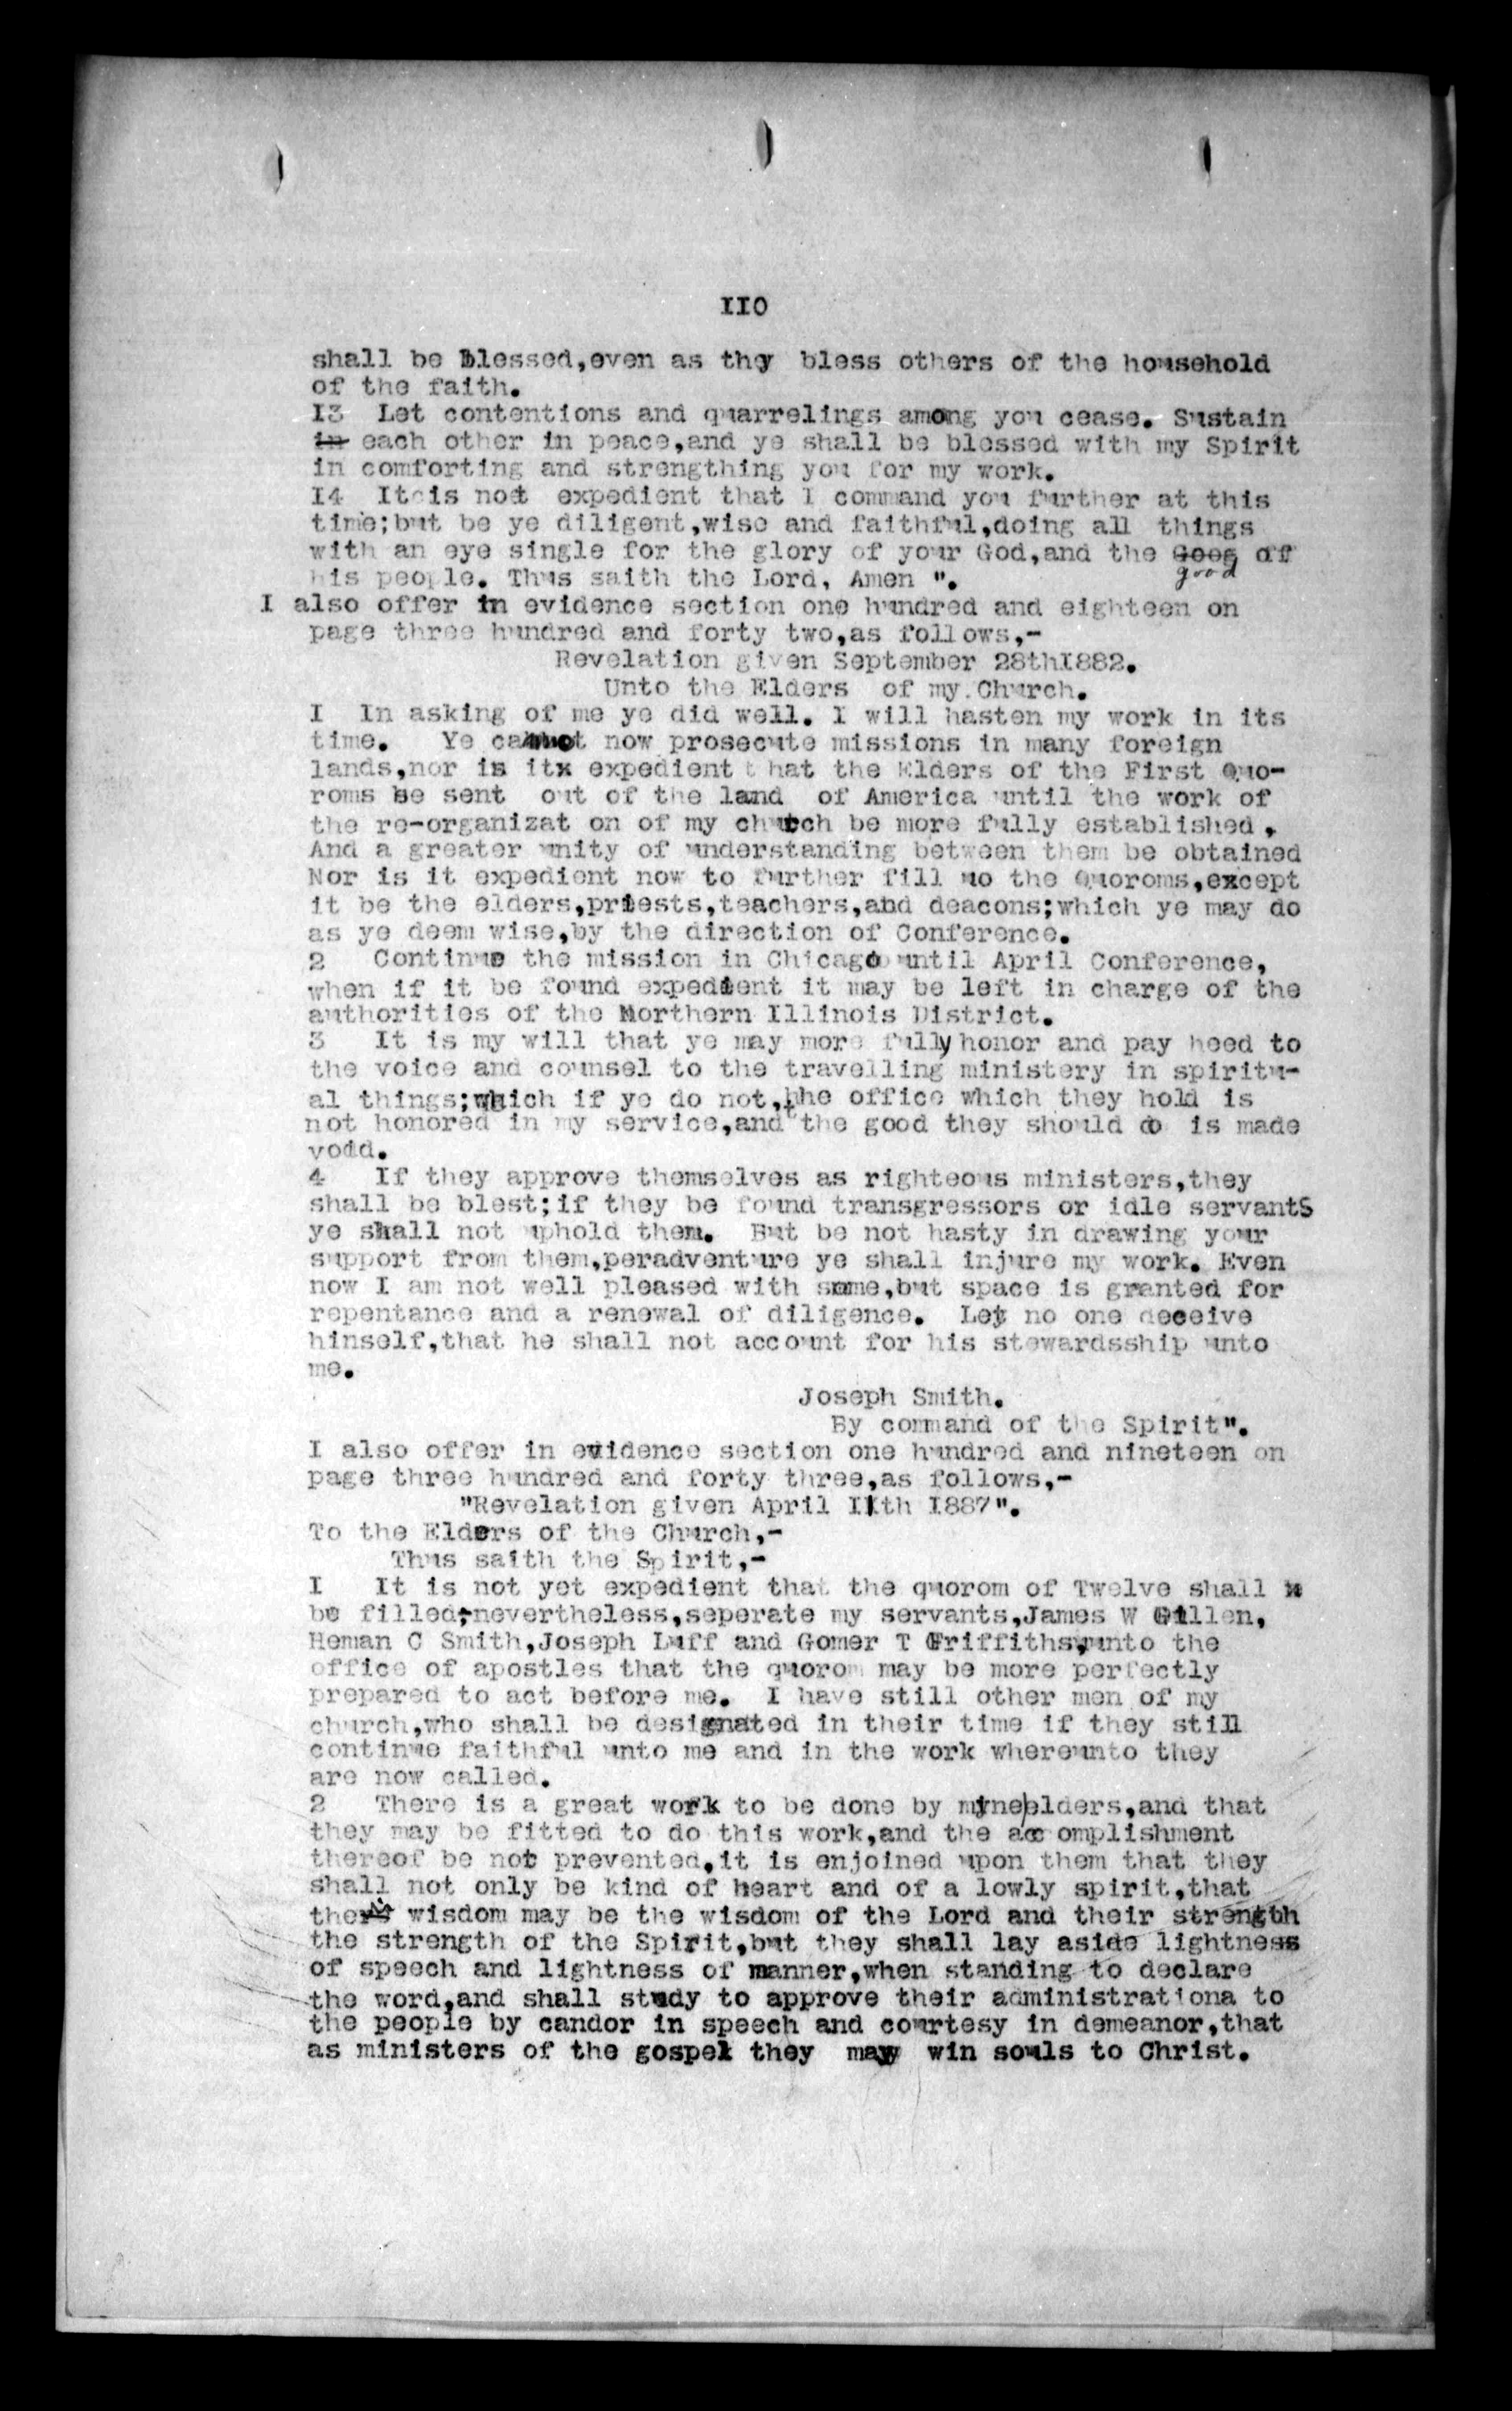 110
shall be blessed,even as they bless others of the household
of the faith.
I3 Let contentions and quarrelings among you cease. Sustain
in each other in peace,and ye shall be blessed with my Spirit
in comforting and strengthing you for my work.
I4 It is not expedient that I command you further at this
time;but be ye diligent,wise and faithful,doing all things
with an eye single for the glory of your God,and the Goog of
good
his people. Thus saith the Lord, Amen ".
I also offer in evidence section one hundred and eighteen on
page three hundred and forty two,as follows,-
Revelation given September 28thI882.
Unto the Elders of my Church.
I In asking of me ye did well. I will hasten my work in its
time. Ye cannot now prosecute missions in many foreign
lands,nor is itx expedient that the Elders of the First Quo-
roms be sent out of the land of America until the work of
the re-organizat on of my church be more fully established,
And a greater unity of understanding between them be obtained
Nor is it expedient now to further fill uo the Quoroms,except
it be the elders,priests,teachers,and deacons;which ye may do
as ye deem wise,by the direction of Conference.
2 Continue the mission in Chicago until April Conference,
when if it be found expedient it may be left in charge of the
authorities of the Northern Illinois District.
3 It is my will that ye may more fully honor and pay heed to
the voice and counsel to the travelling ministery in spiritu-
al things;which if ye do not,the office which they hold is
not honored in my service,and the good they should do is made
void.
4 If they approve themselves as righteous ministers,they
shall be blest;if they be found transgressors or idle servantS
ye shall not uphold them. But be not hasty in drawing your
support from them,peradventure ye shall injure my work. Even
now I am not well pleased with some,but space is granted for
repentance and a renewal of diligence. Let no one deceive
himself,that he shall not account for his stewardsship unto
me.
Joseph Smith.
By command of the Spirit".
I also offer in evidence section one hundred and nineteen on
page three hundred and forty three,as follows,-
"Revelation given April IIth I887".
To the Elders of the Church,-
Thus saith the Spirit,-
I It is not yet expedient that the quorom of Twelve shall x
be filled;nevertheless,seperate my servants,James W Gillen,
Heman C Smith,Joseph Luff and Gomer T Griffiths,unto the
office of apostles that the quorom may be more perfectly
prepared to act before me. I have still other men of my
church,who shall be designated in their time if they still
continue faithful unto me and in the work whereunto they
are now called.
2 There is a great work to be done by mine elders,and that
they may be fitted to do this work,and the acc omplishment
thereof be not prevented,it is enjoined upon them that they
shall not only be kind of heart and of a lowly spirit,that
their wisdom may be the wisdom of the Lord and their strength
the strength of the Spirit,but they shall lay aside lightness
of speech and lightness of manner,when standing to declare
the word,and shall study to approve their administrationa to
the people by candor in speech and courtesy in demeanor,that
as ministers of the gospel they may win souls to Christ.